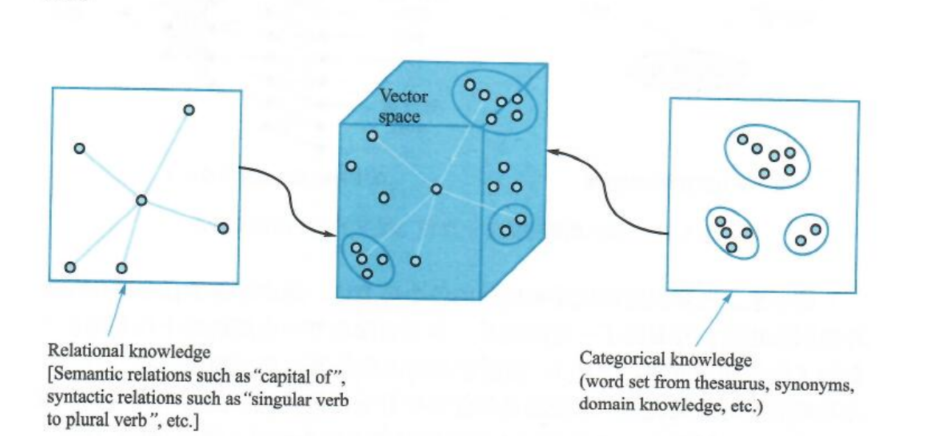 Vector
space
Relational knowledge
[Semantic relations such as “capital of”,
syntactic relations such as “singular verb
to plural verb”, etc.]
Categorical knowledge
(word set from thesaurus, synonyms,
domain knowledge, etc.)